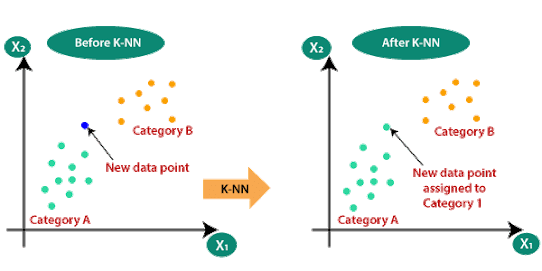 Before K-NN
X₂
Category B
New data point
Category A
X₁
K-NN
After K-NN
X₂
Category B
New data point
assigned to
Category 1
Category A
X₁